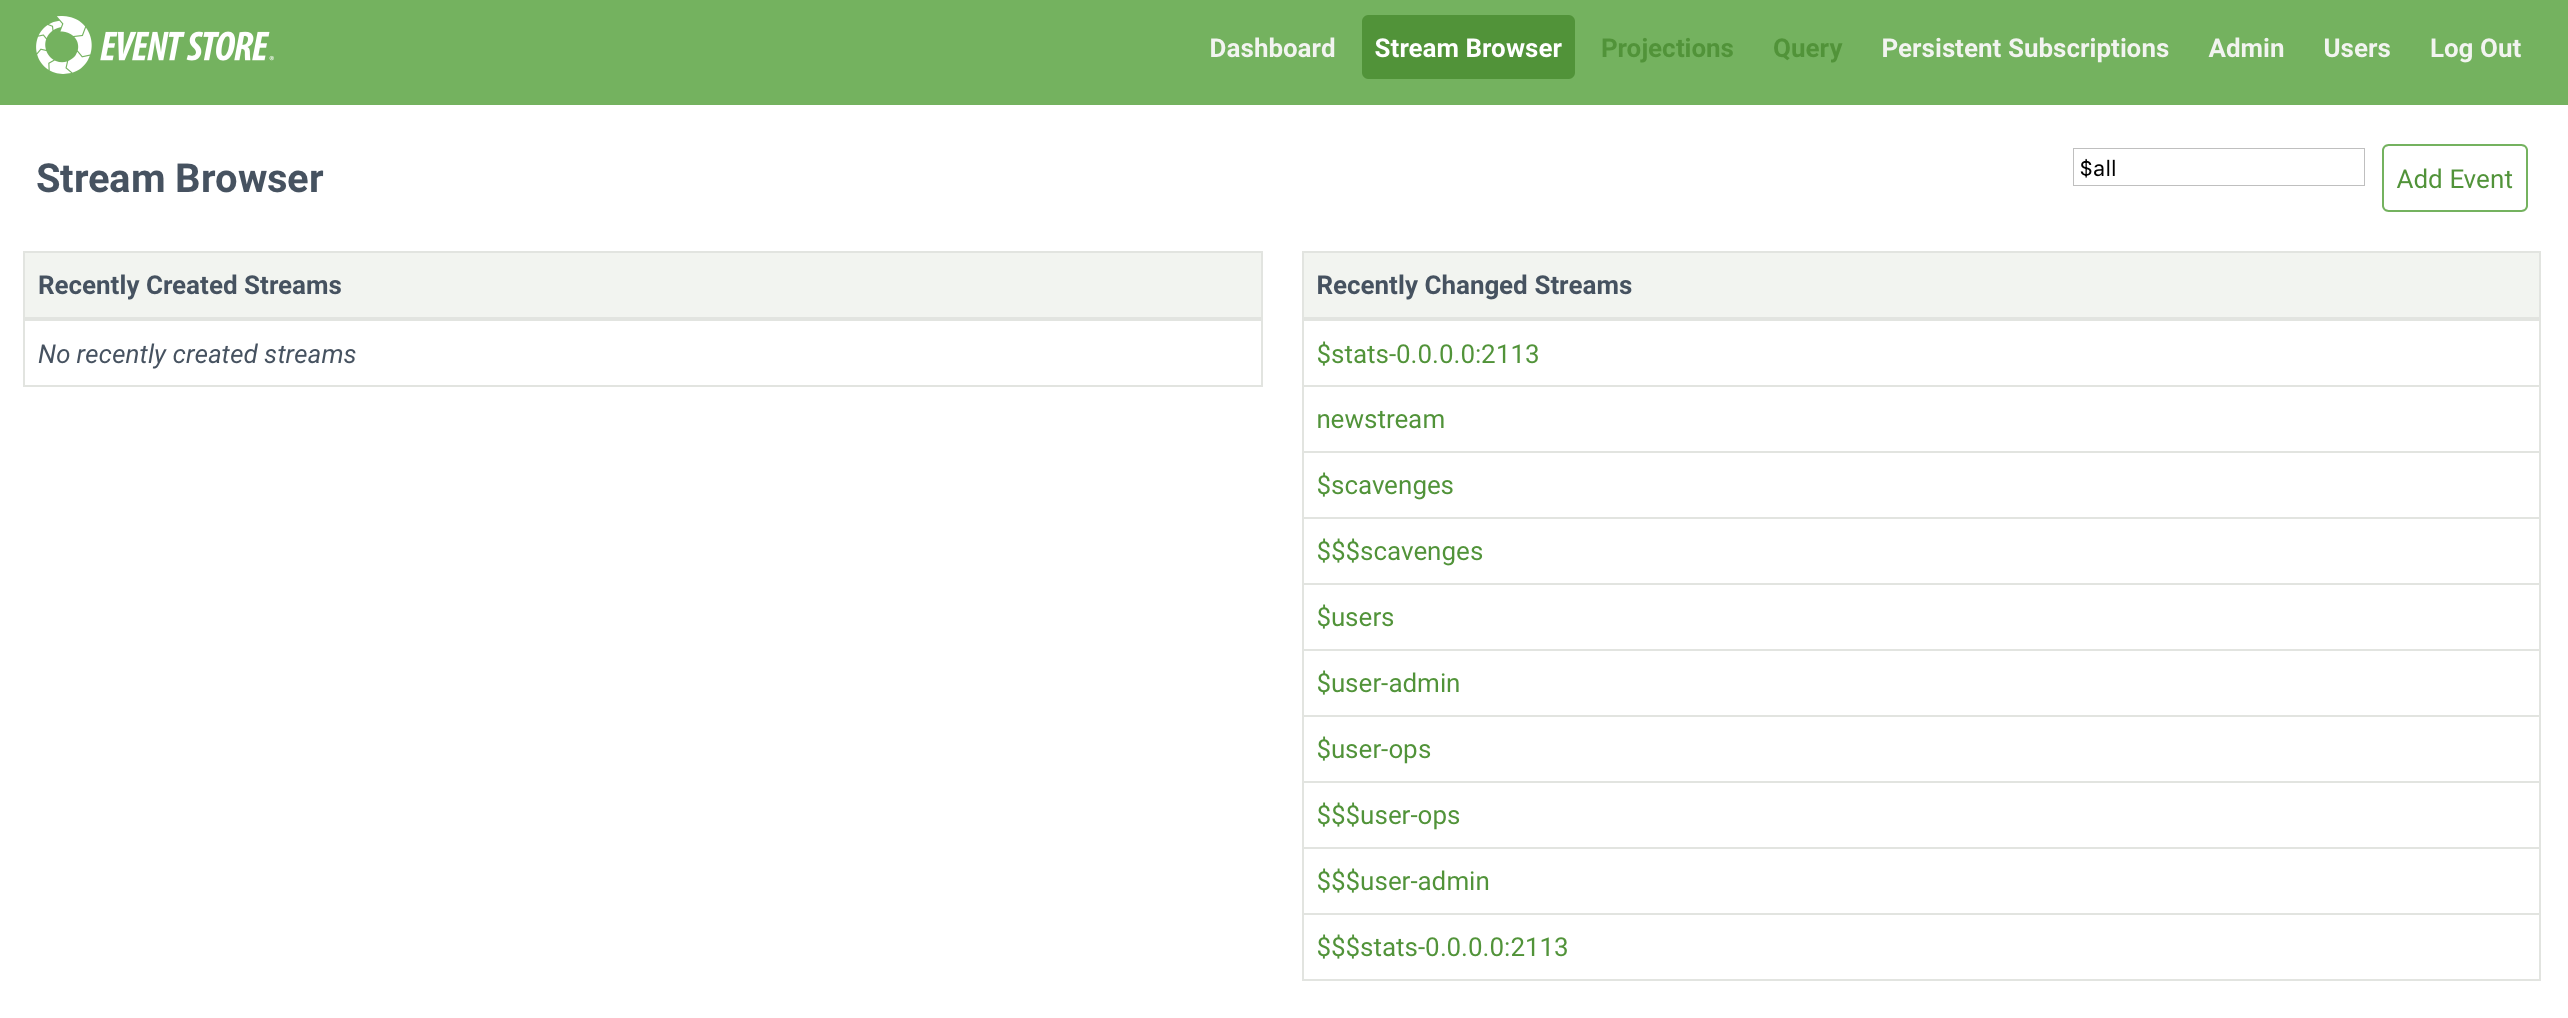 EVENT STORE.
Dashboard Stream Browser Projections Query Persistent Subscriptions Admin Users Log Out
Stream Browser
$all
Add Event
Recently Created Streams
No recently created streams
Recently Changed Streams
$stats-0.0.0.0:2113
newstream
$scavenges
$$$scavenges
$users
$user-admin
$user-ops
$$$user-ops
$$$user-admin
$$$stats-0.0.0.0:2113